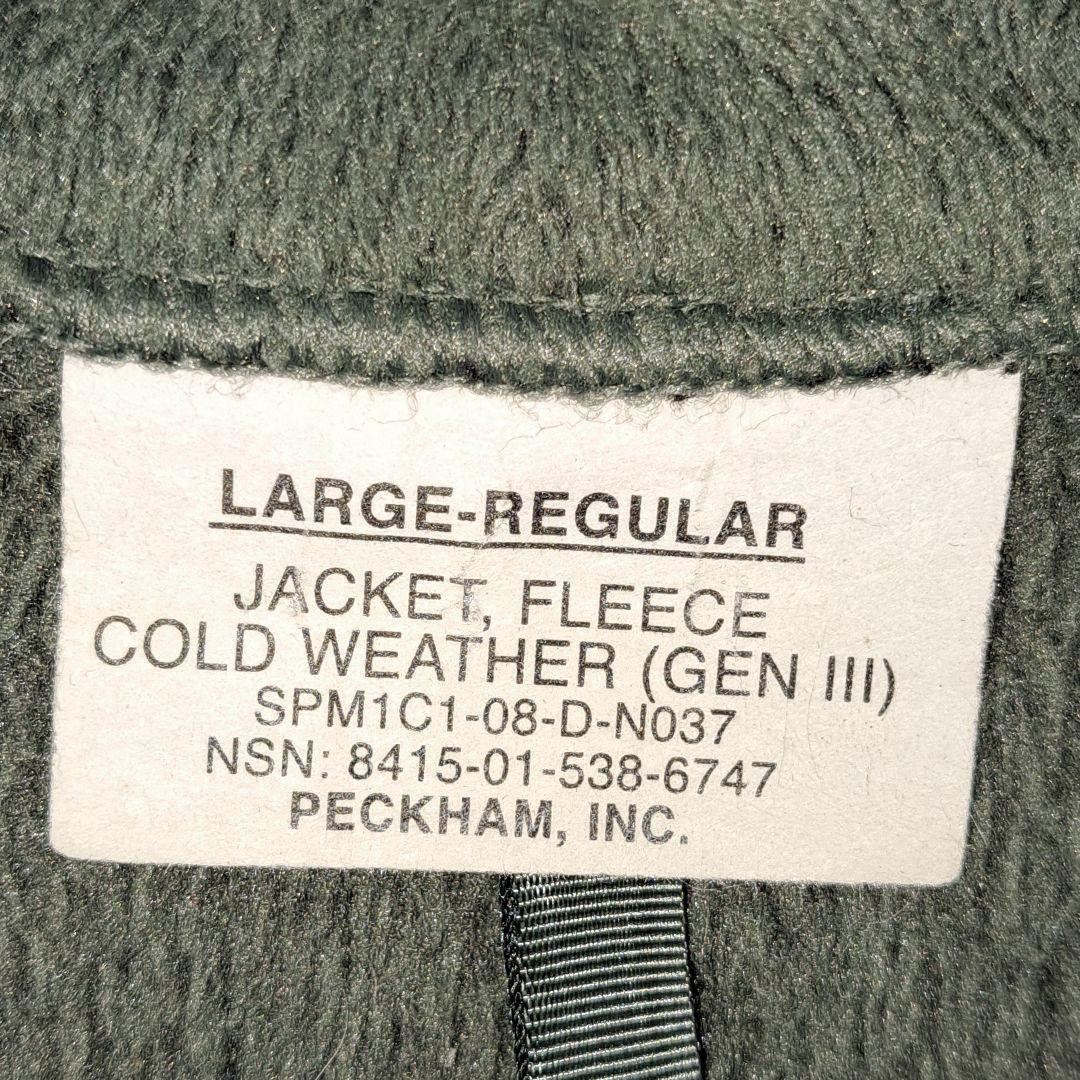 LARGE-REGULAR
JACKET, FLEECE
COLD WEATHER (GEN III)
SPM1C1-08-D-N037
NSN: 8415-01-538-6747
PECKHAM, INC.